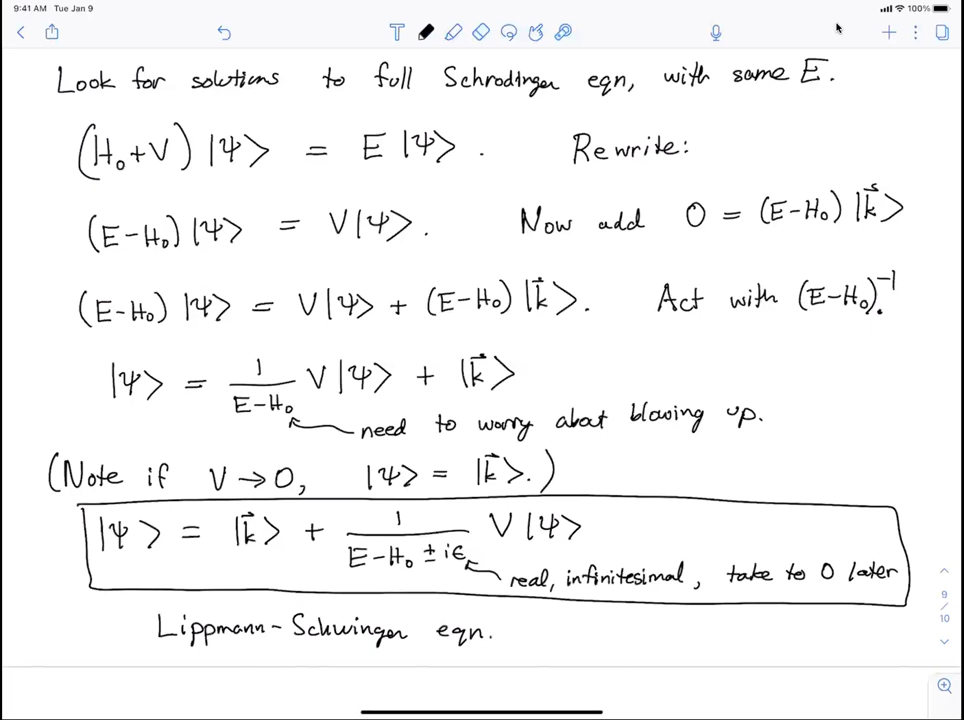 9:41 AM Tue Jan 9 100%
Look for solutions to full Schrodinger eqn, with same E.
(H₀+V) |Ψ> = E |Ψ>. Rewrite:
(E-H₀) |Ψ> = V|Ψ>. Now add 0 = (E-H₀) |k⃗>
(E-H₀) |Ψ> = V|Ψ> + (E-H₀) |k⃗>. Act with (E-H₀)⁻¹.
|Ψ> = 1/(E-H₀) V|Ψ> + |k⃗>
need to worry about blowing up.
(Note if V → 0, |Ψ> = |k⃗>.)
|Ψ> = |k⃗> + 1/(E-H₀ ± iϵ) V|Ψ>
real, infinitesimal, take to 0 later
Lippmann-Schwinger eqn.
9
/
10